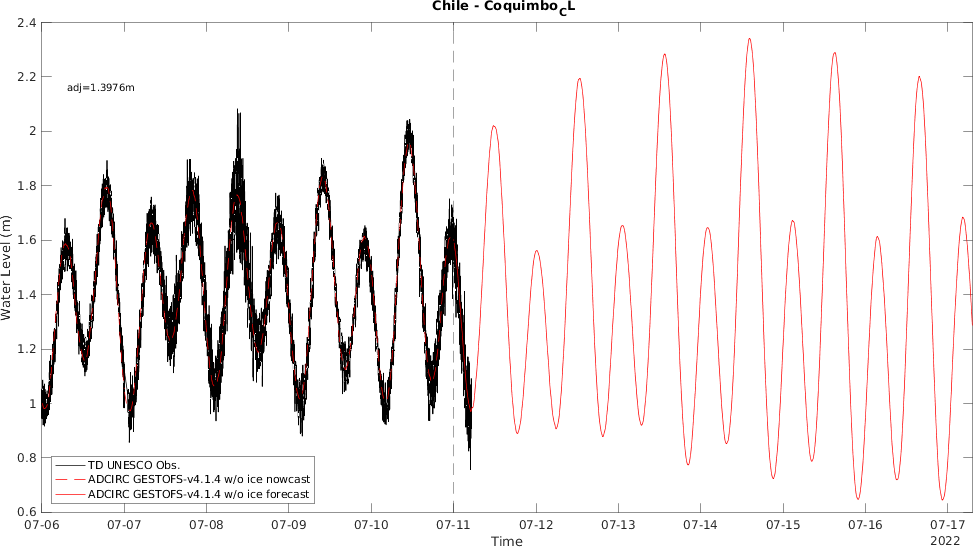 Chile - Coquimbo_CL
2.4
2.2
2
1.8
1.6
1.4
1.2
1
0.8
0.6
Water Level (m)
adj=1.3976m
TD UNESCO Obs.
ADCIRC GESTOFS-v4.1.4 w/o ice nowcast
ADCIRC GESTOFS-v4.1.4 w/o ice forecast
07-06 07-07 07-08 07-09 07-10 07-11 07-12 07-13 07-14 07-15 07-16 07-17
Time
2022